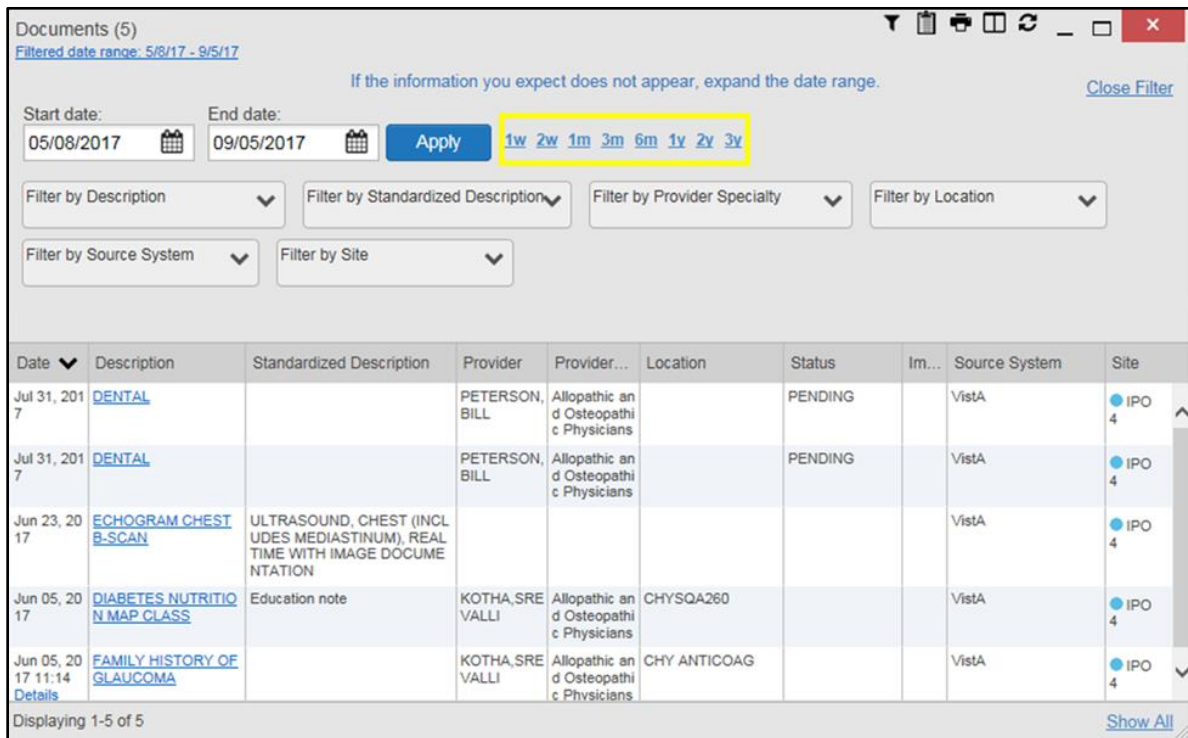 Documents (5)
Filtered date range: 5/8/17 - 9/5/17
If the information you expect does not appear, expand the date range.
Close Filter
Start date: End date:
05/08/2017 09/05/2017 Apply 1w 2w 1m 3m 6m 1y 2y 3y
Filter by Description Filter by Standardized Description Filter by Provider Specialty Filter by Location
Filter by Source System Filter by Site
Date Description Standardized Description Provider Provider... Location Status Im... Source System Site
Jul 31, 201 DENTAL PETERSON, Allopathic an PENDING VistA IPO
7 BILL d Osteopathi 4
c Physicians
Jul 31, 201 DENTAL PETERSON, Allopathic an PENDING VistA IPO
7 BILL d Osteopathi 4
c Physicians
Jun 23, 20 ECHOGRAM CHEST ULTRASOUND, CHEST (INCL VistA IPO
17 B-SCAN UDES MEDIASTINUM), REAL 4
TIME WITH IMAGE DOCUME
NTATION
Jun 05, 20 DIABETES NUTRITIO Education note KOTHA,SRE Allopathic an CHYSQA260 VistA IPO
17 N MAP CLASS VALLI d Osteopathi 4
c Physicians
Jun 05, 20 FAMILY HISTORY OF KOTHA,SRE Allopathic an CHY ANTICOAG VistA IPO
17 11:14 GLAUCOMA VALLI d Osteopathi 4
Details c Physicians
Displaying 1-5 of 5 Show All